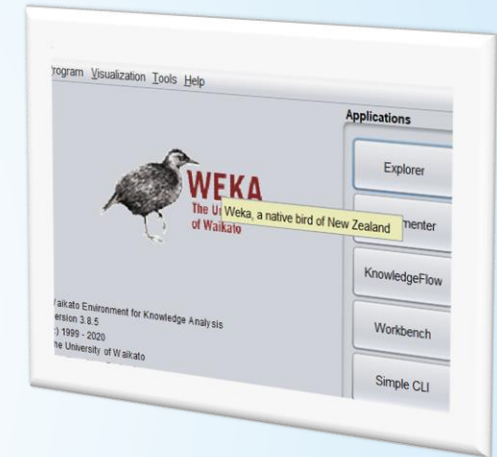 rogram Visualization Tools Help
Applications
Explorer
WEKA
The U
of Waikato
Weka, a native bird of New Zealand
menter
KnowledgeFlow
Workbench
Simple CLI
aikato Environment for Knowledge Analysis
ersion 3.8.5
) 1999 - 2020
he University of Waikato